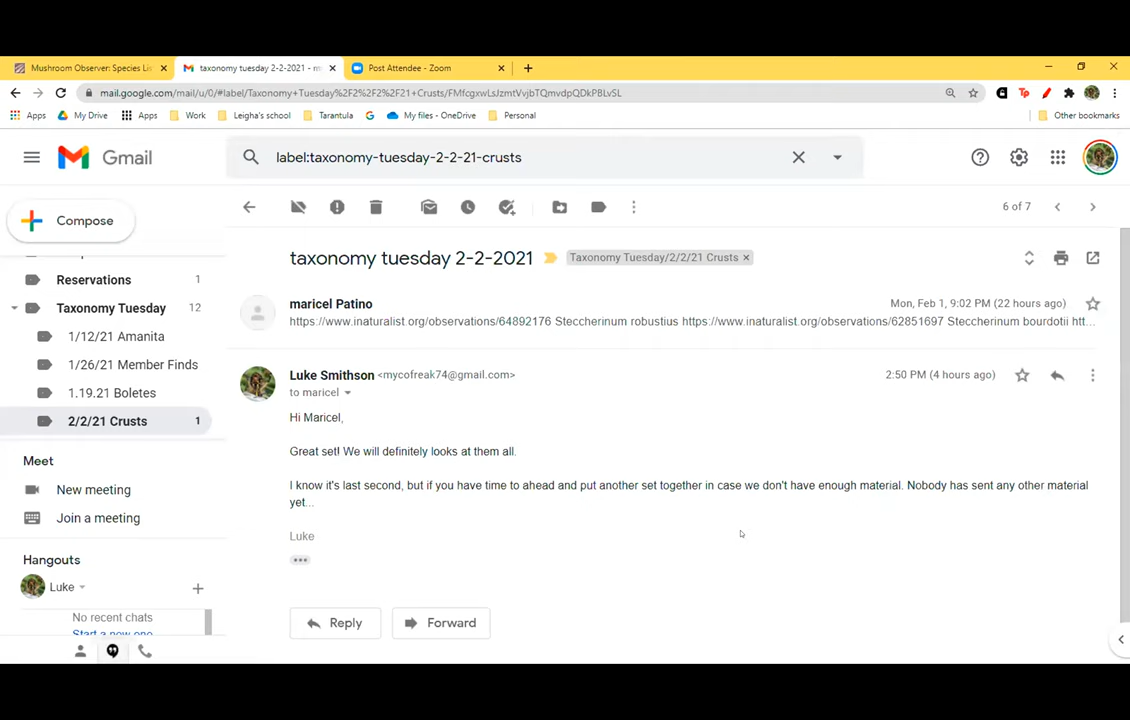 Mushroom Observer: Species Lis
taxonomy tuesday 2-2-2021 - m
Post Attendee - Zoom
mail.google.com/mail/u/0/#label/Taxonomy+Tuesday%2F2%2F2%2F21+Crusts/FMfcgxwLsJzmtVvjbTQmvdpQDkPBLvSL
Apps
My Drive
Apps
Work
Leigha's school
Tarantula
My files - OneDrive
Personal
Other bookmarks
Gmail
label:taxonomy-tuesday-2-2-21-crusts
Compose
6 of 7
Reservations 1
Taxonomy Tuesday 12
1/12/21 Amanita
1/26/21 Member Finds
1.19.21 Boletes
2/2/21 Crusts 1
Meet
New meeting
Join a meeting
Hangouts
Luke
No recent chats
Start a new one
taxonomy tuesday 2-2-2021
Taxonomy Tuesday/2/2/21 Crusts ×
maricel Patino
Mon, Feb 1, 9:02 PM (22 hours ago)
https://www.inaturalist.org/observations/64892176 Steccherinum robustius https://www.inaturalist.org/observations/62851697 Steccherinum bourdotii htt...
Luke Smithson <mycofreak74@gmail.com>
2:50 PM (4 hours ago)
to maricel
Hi Maricel,
Great set! We will definitely looks at them all.
I know it's last second, but if you have time to ahead and put another set together in case we don't have enough material. Nobody has sent any other material
yet...
Luke
Reply
Forward